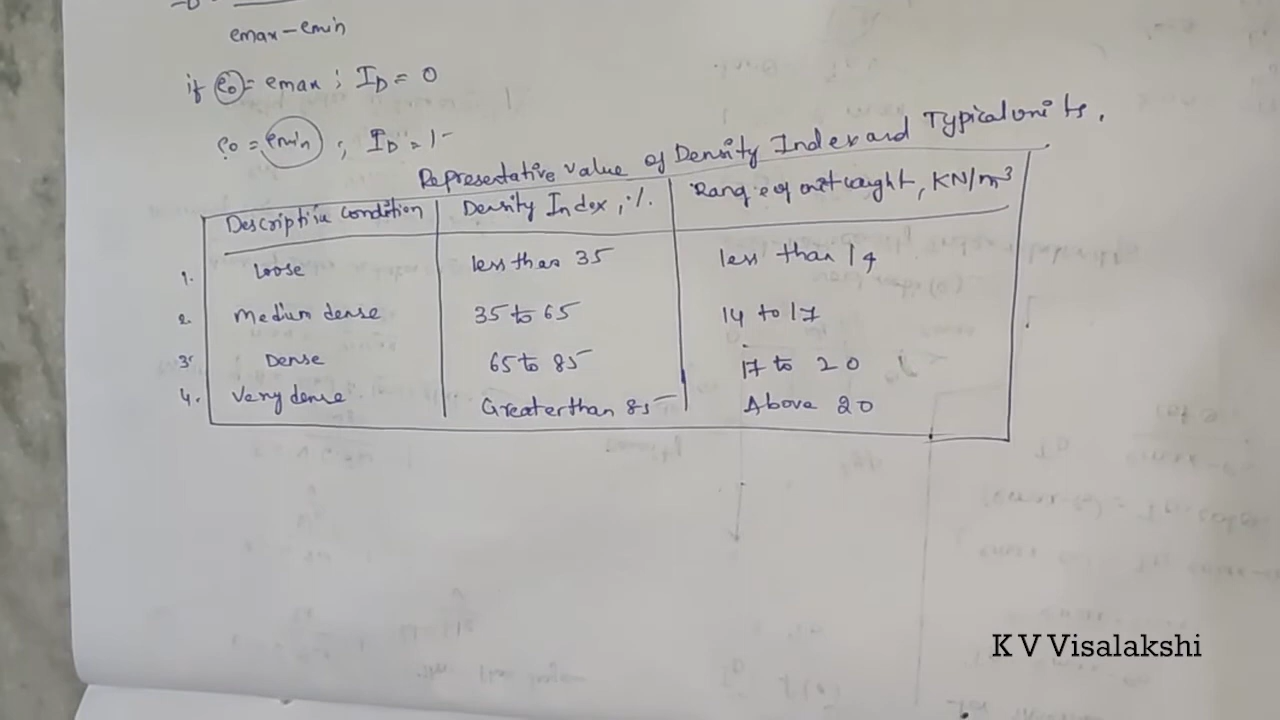 emax - emin
if e₀ = emax ; I_D = 0
e₀ = emin ; I_D = 1
Representative value of Density Index and Typical units.
Descriptive condition Density Index, % Range of unit weight, KN/m³
1. loose less than 35 less than 14
2. Medium dense 35 to 65 14 to 17
3. Dense 65 to 85 17 to 20
4. Very dense Greater than 85 Above 20
K V Visalakshi